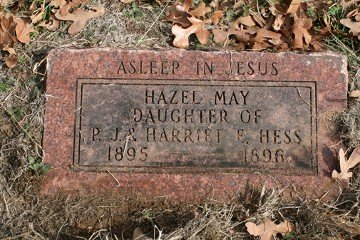 ASLEEP IN JESUS
HAZEL MAY
DAUGHTER OF
P. J. & HARRIET E. HESS
1895 1896